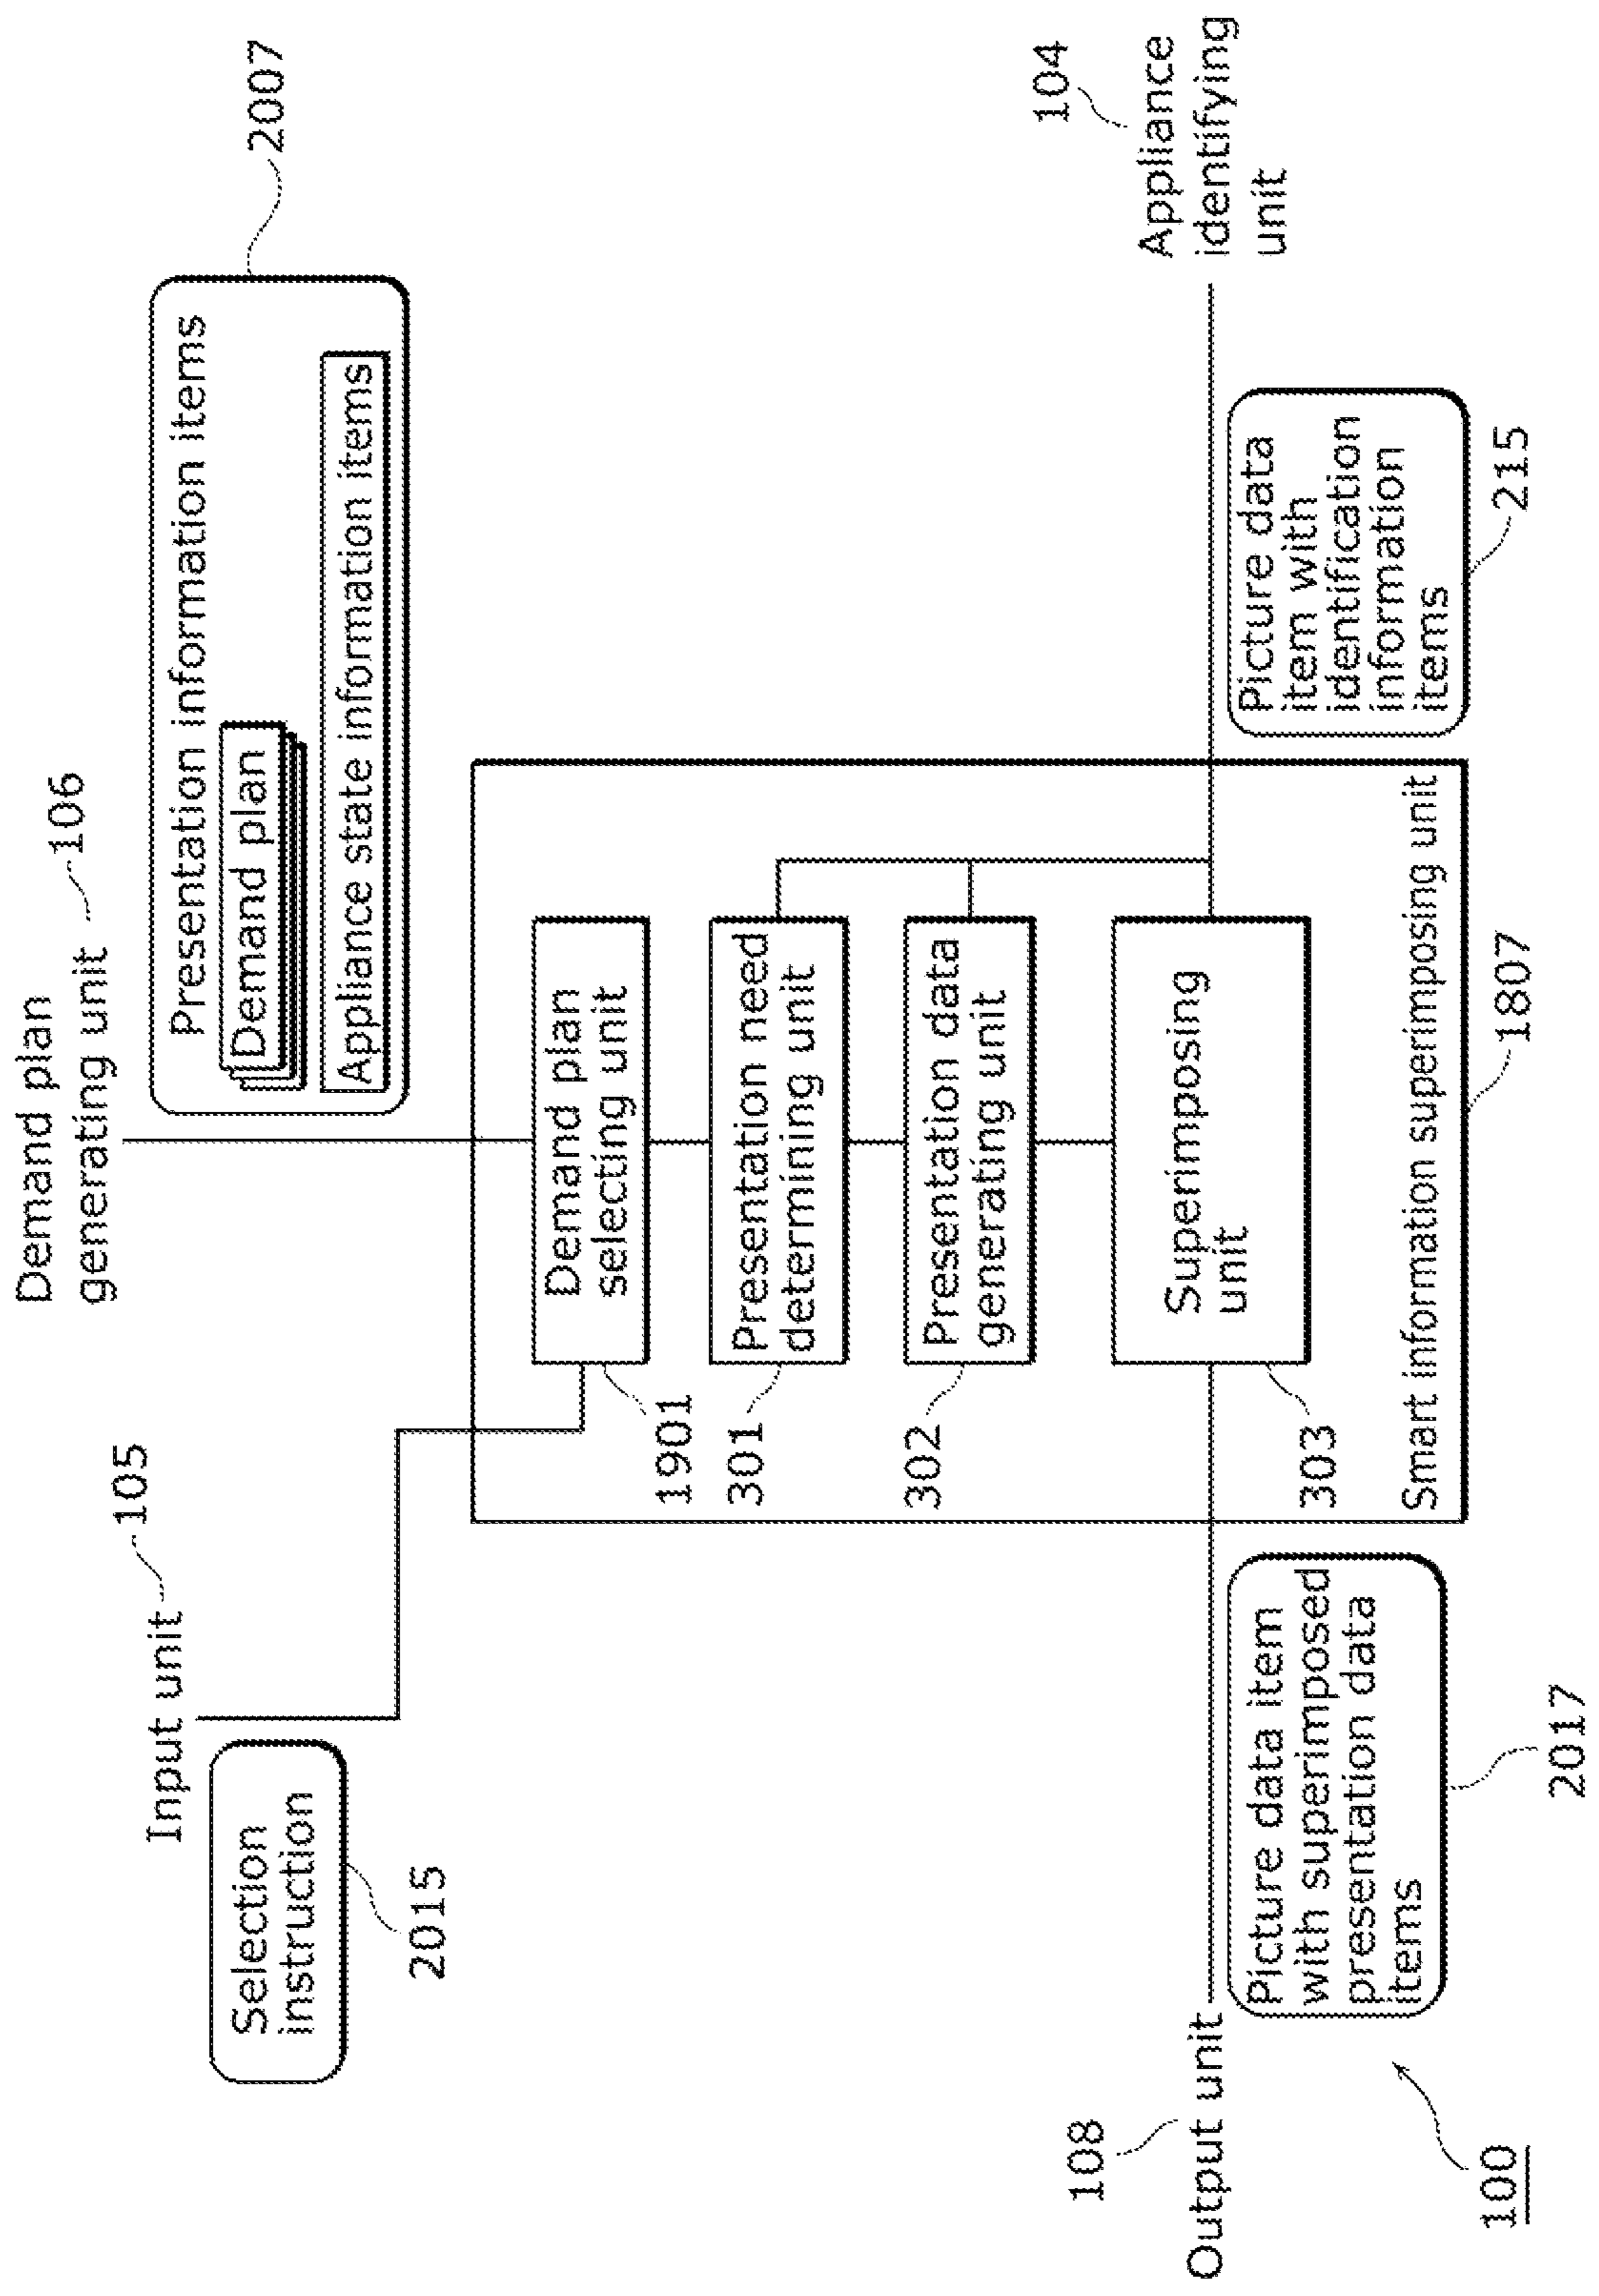 Demand plan
generating unit
106
Input unit
105
Selection
instruction
2015
Presentation information items
Demand plan
Appliance state information items
2007
Demand plan
selecting unit
1901
Presentation need
determining unit
301
Presentation data
generating unit
302
Superimposing
unit
303
Smart information superimposing unit
1807
104
Appliance
identifying
unit
Picture data
item with
identification
information
items
215
108
Output unit
Picture data item
with superimposed
presentation data
items
2017
100